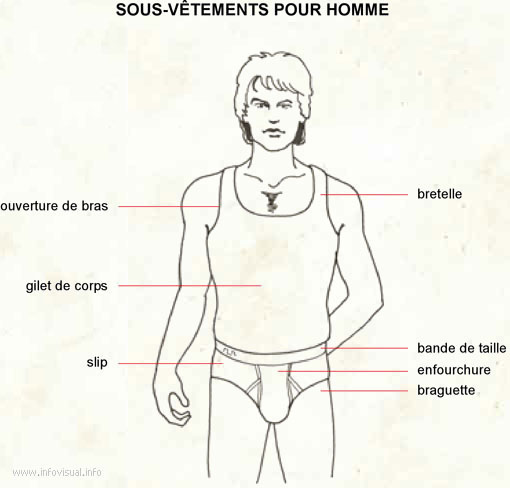 SOUS-VÊTEMENTS POUR HOMME
bretelle
ouverture de bras
gilet de corps
bande de taille
slip
enfourchure
braguette
www.infovisual.info